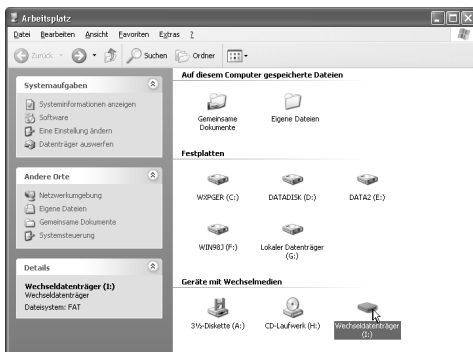 Arbeitsplatz
Datei Bearbeiten Ansicht Favoriten Extras ?
Zurück Suchen Ordner
Systemaufgaben
Systeminformationen anzeigen
Software
Eine Einstellung ändern
Datenträger auswerfen
Andere Orte
Netzwerkumgebung
Eigene Dateien
Gemeinsame Dokumente
Systemsteuerung
Details
Wechseldatenträger (I:)
Wechseldatenträger
Dateisystem: FAT
Auf diesem Computer gespeicherte Dateien
Gemeinsame Eigene Dateien
Dokumente
Festplatten
WXPGER (C:) DATADISK (D:) DATA2 (E:)
WIN98J (F:) Lokaler Datenträger
(G:)
Geräte mit Wechselmedien
3½-Diskette (A:) CD-Laufwerk (H:) Wechseldatenträger
(I:)